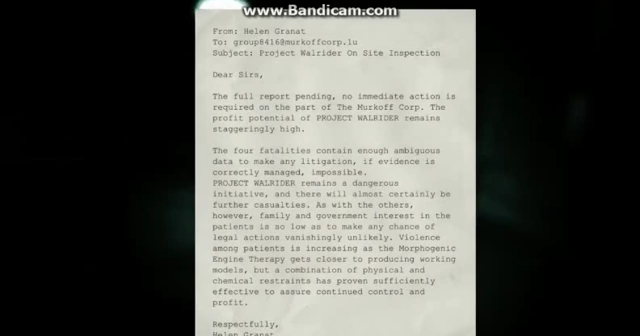 www.Bandicam.com
From: Helen Granat
To: group8416@murkoffcorp.lu
Subject: Project Walrider On Site Inspection
Dear Sirs,
The full report pending, no immediate action is
required on the part of The Murkoff Corp. The
profit potential of PROJECT WALRIDER remains
staggeringly high.
The four fatalities contain enough ambiguous
data to make any litigation, if evidence is
correctly managed, impossible.
PROJECT WALRIDER remains a dangerous
initiative, and there will almost certainly be
further casualties. As with the others,
however, family and government interest in the
patients is so low as to make any chance of
legal actions vanishingly unlikely. Violence
among patients is increasing as the Morphogenic
Engine Therapy gets closer to producing working
models, but a combination of physical and
chemical restraints has proven sufficiently
effective to assure continued control and
profit.
Respectfully,
Helen Granat